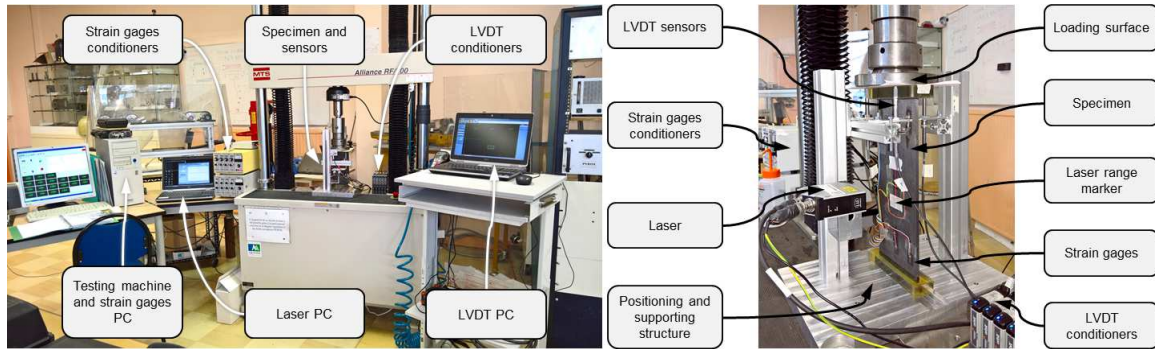 Strain gages
conditioners
Specimen and
sensors
LVDT
conditioners
MTS
Alliance RF/100
Testing machine
and strain gages
PC
Laser PC
LVDT PC
LVDT sensors
Strain gages
conditioners
Laser
Positioning and
supporting
structure
Loading surface
Specimen
Laser range
marker
Strain gages
LVDT
conditioners